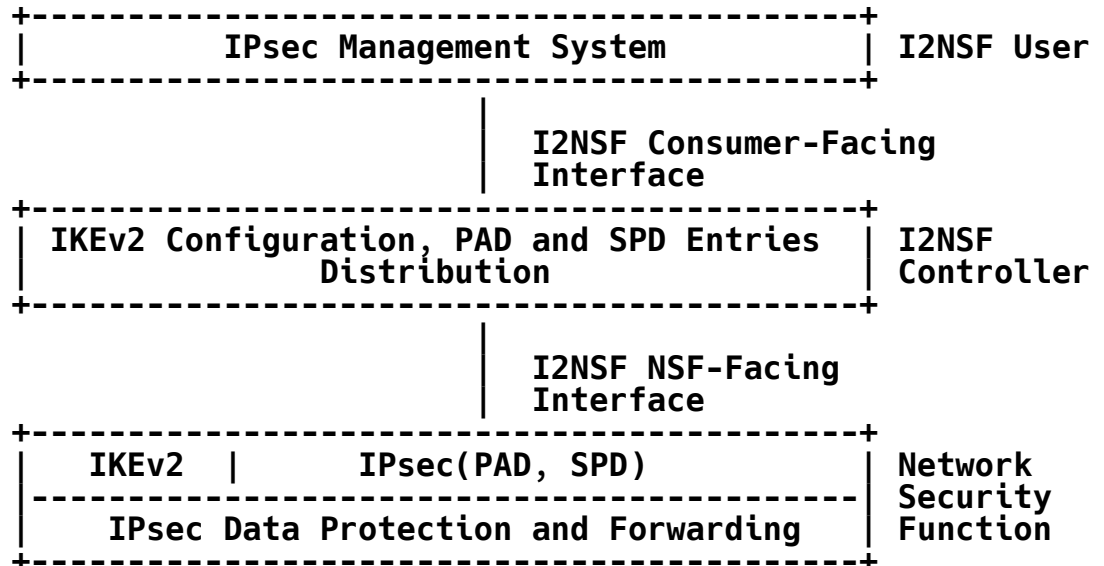 IPsec Management System I2NSF User
I2NSF Consumer-Facing
Interface
IKEv2 Configuration, PAD and SPD Entries I2NSF
Distribution Controller
I2NSF NSF-Facing
Interface
IKEv2 | IPsec(PAD, SPD) Network
Security
IPsec Data Protection and Forwarding Function